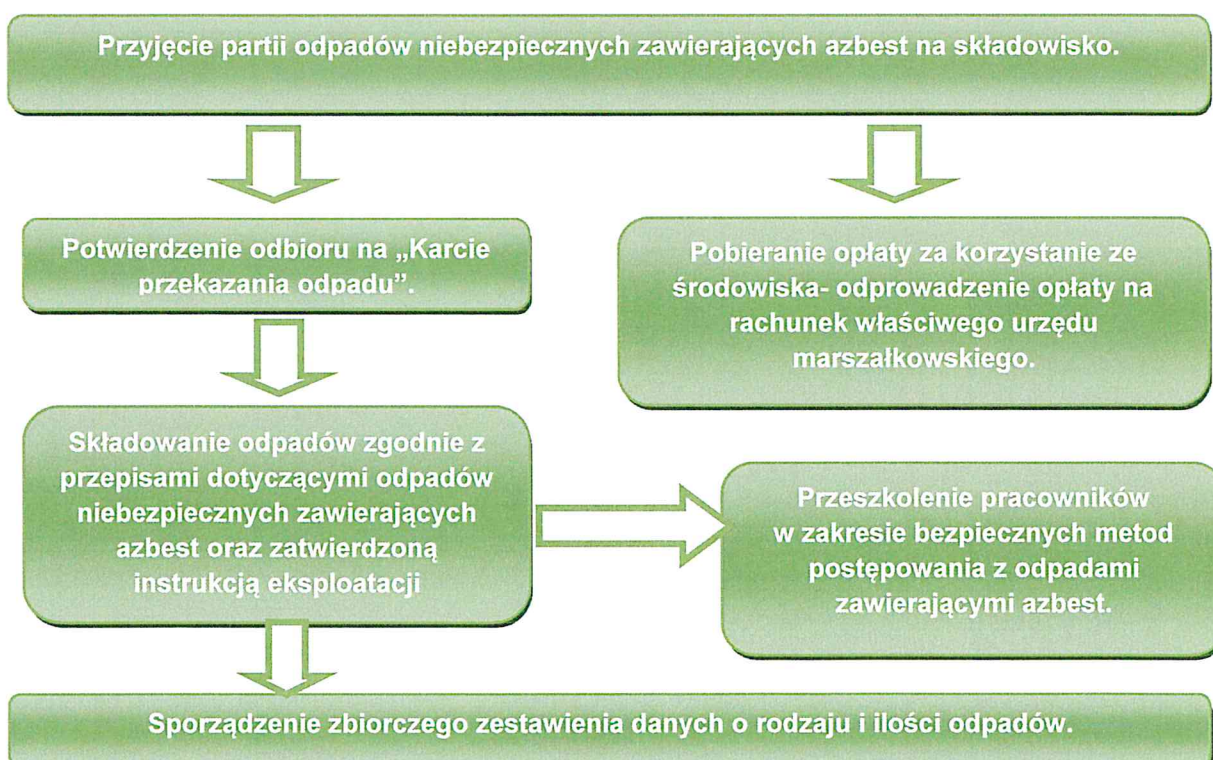 Przyjęcie partii odpadów niebezpiecznych zawierających azbest na składowisko.
Potwierdzenie odbioru na „Karcie
przekazania odpadu”.
Pobieranie opłaty za korzystanie ze
środowiska- odprowadzenie opłaty na
rachunek właściwego urzędu
marszałkowskiego.
Składowanie odpadów zgodnie z
przepisami dotyczącymi odpadów
niebezpiecznych zawierających
azbest oraz zatwierdzoną
instrukcją eksploatacji
Przeszkolenie pracowników
w zakresie bezpiecznych metod
postępowania z odpadami
zawierającymi azbest.
Sporządzenie zbiorczego zestawienia danych o rodzaju i ilości odpadów.